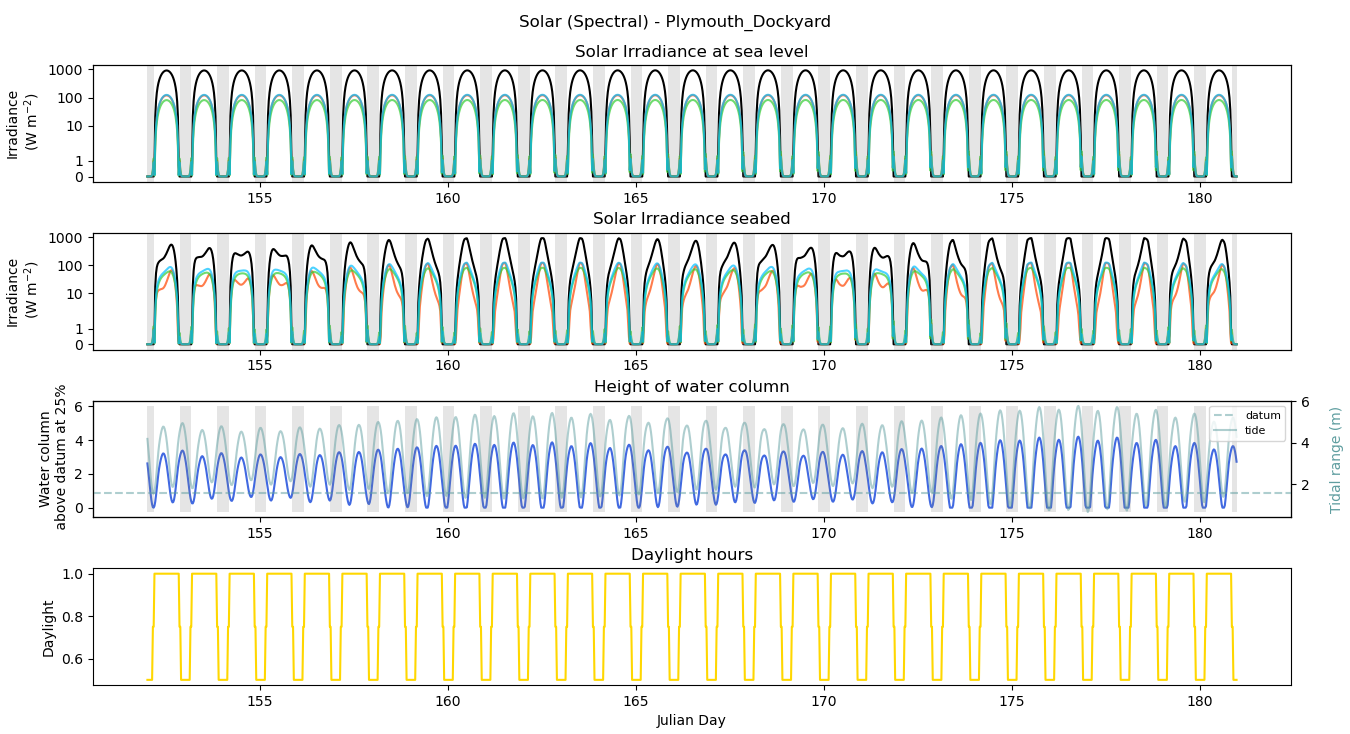 Solar (Spectral) - Plymouth_Dockyard
Solar Irradiance at sea level
Irradiance
(W m⁻²)
1000
100
10
1
0
155 160 165 170 175 180
Solar Irradiance seabed
Irradiance
(W m⁻²)
1000
100
10
1
0
155 160 165 170 175 180
Height of water column
Water column
above datum at 25%
6
4
2
0
datum
tide
6
4
2
Tidal range (m)
155 160 165 170 175 180
Daylight hours
Daylight
1.0
0.8
0.6
155 160 165 170 175 180
Julian Day